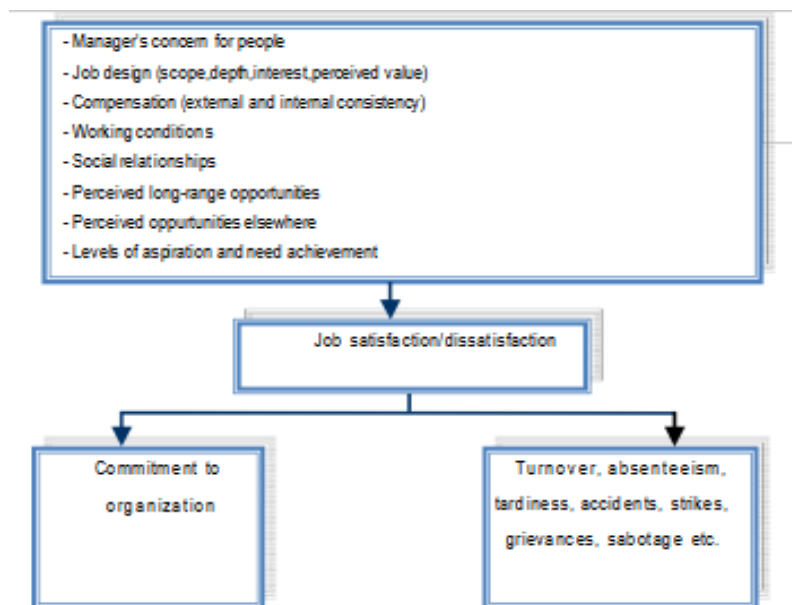 - Manager's concern for people
- Job design (scope,depth,interest,perceived value)
- Compensation (external and internal consistency)
- Working conditions
- Social relationships
- Perceived long-range opportunities
- Perceived oppurtunities elsewhere
- Levels of aspiration and need achievement
Job satisfaction/dissatisfaction
Commitment to
organization
Turnover, absenteeism,
tardiness, accidents, strikes,
grievances, sabotage etc.